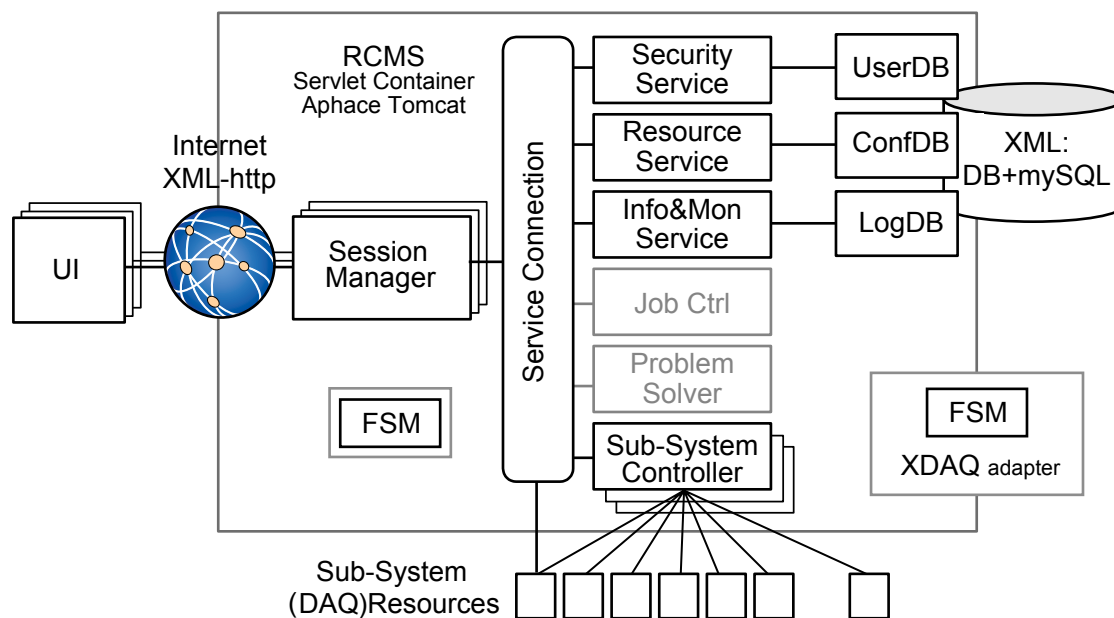 RCMS
Servlet Container
Aphace Tomcat
Internet
XML-http
UI
Session
Manager
Service Connection
Security
Service
Resource
Service
Info&Mon
Service
Job Ctrl
Problem
Solver
Sub-System
Controller
UserDB
ConfDB
LogDB
XML:
DB+mySQL
FSM
FSM
XDAQ adapter
Sub-System
(DAQ)Resources